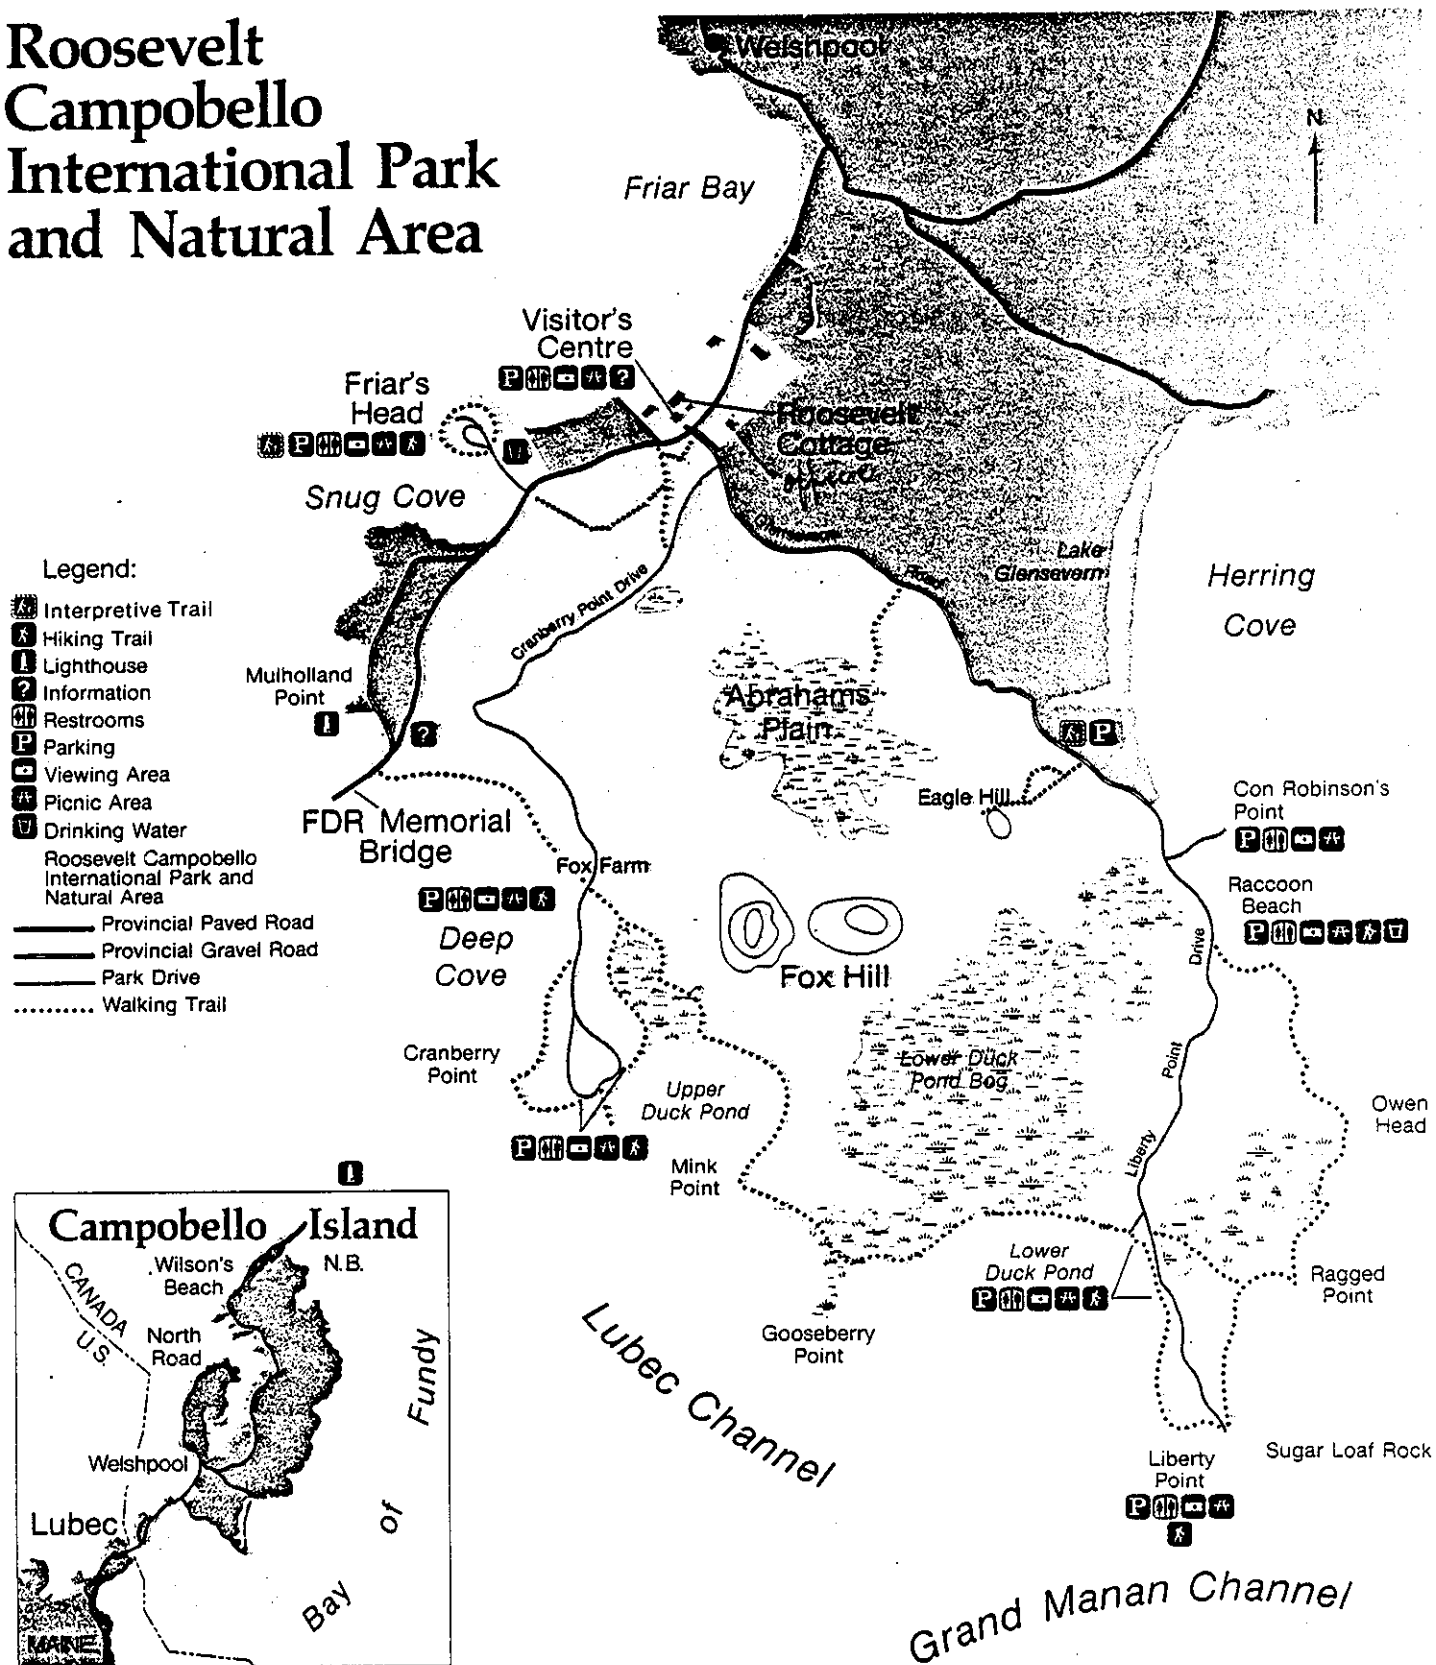 Roosevelt
Campobello
International Park
and Natural Area
Welshpool
N
Friar Bay
Visitor's
Centre
P ?
Friar's
Head
P
Roosevelt
Cottage
Snug Cove
Glensevern
Road
Lake
Glensevern
Herring
Cove
Cranberry Point Drive
Legend:
Interpretive Trail
Hiking Trail
Lighthouse
? Information
Restrooms
P Parking
Viewing Area
Picnic Area
Drinking Water
Roosevelt Campobello
International Park and
Natural Area
Provincial Paved Road
Provincial Gravel Road
Park Drive
Walking Trail
Mulholland
Point
?
Abrahams
Plain
P
Eagle Hill
Con Robinson's
Point
P
FDR Memorial
Bridge
Fox Farm
P
Raccoon
Beach
P
Deep
Cove
Fox Hill
Liberty Point Drive
Cranberry
Point
Upper
Duck Pond
P
Lower Duck
Pond Bog
Owen
Head
Mink
Point
Lower
Duck Pond
P
Ragged
Point
Gooseberry
Point
Lubec Channel
Liberty
Point
P
Sugar Loaf Rock
Grand Manan Channel
Campobello Island
N.B.
Wilson's
Beach
CANADA
U.S.
North
Road
Welshpool
Lubec
MAINE
Bay of Fundy